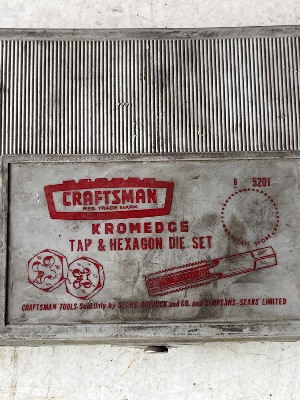 CRAFTSMAN
REG. TRADE MARK
KROMEDGE
TAP & HEXAGON DIE SET
5201
CRAFTSMAN TOOLS Sold Only by SEARS, ROEBUCK and CO. and SIMPSONS-SEARS LIMITED